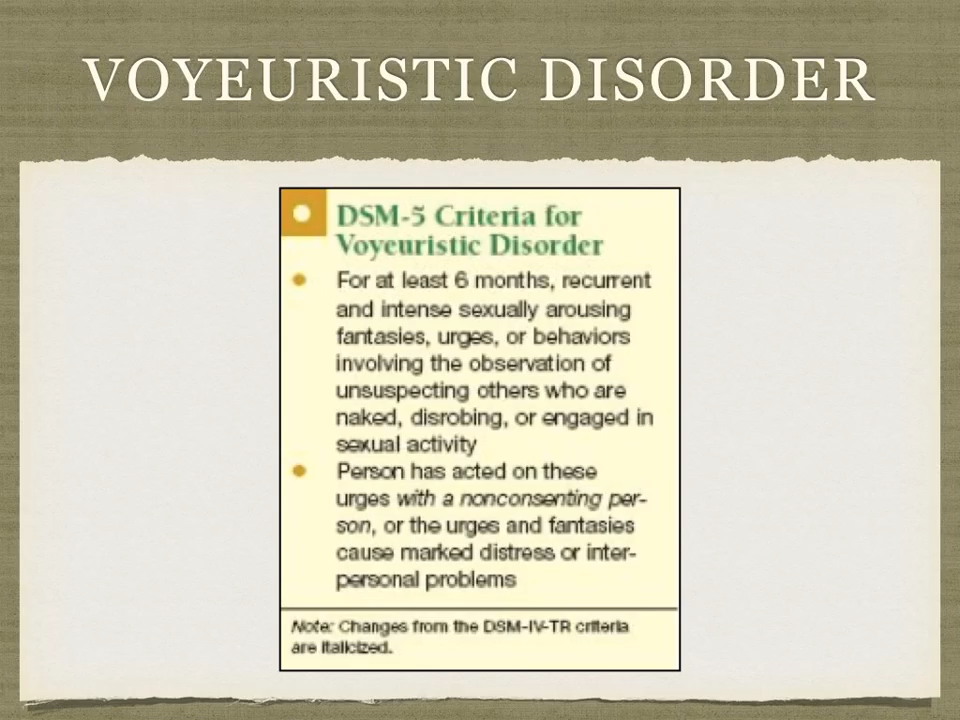 VOYEURISTIC DISORDER
DSM-5 Criteria for
Voyeuristic Disorder
For at least 6 months, recurrent
and intense sexually arousing
fantasies, urges, or behaviors
involving the observation of
unsuspecting others who are
naked, disrobing, or engaged in
sexual activity
Person has acted on these
urges with a nonconsenting per-
son, or the urges and fantasies
cause marked distress or inter-
personal problems
Note: Changes from the DSM-IV-TR criteria
are italicized.